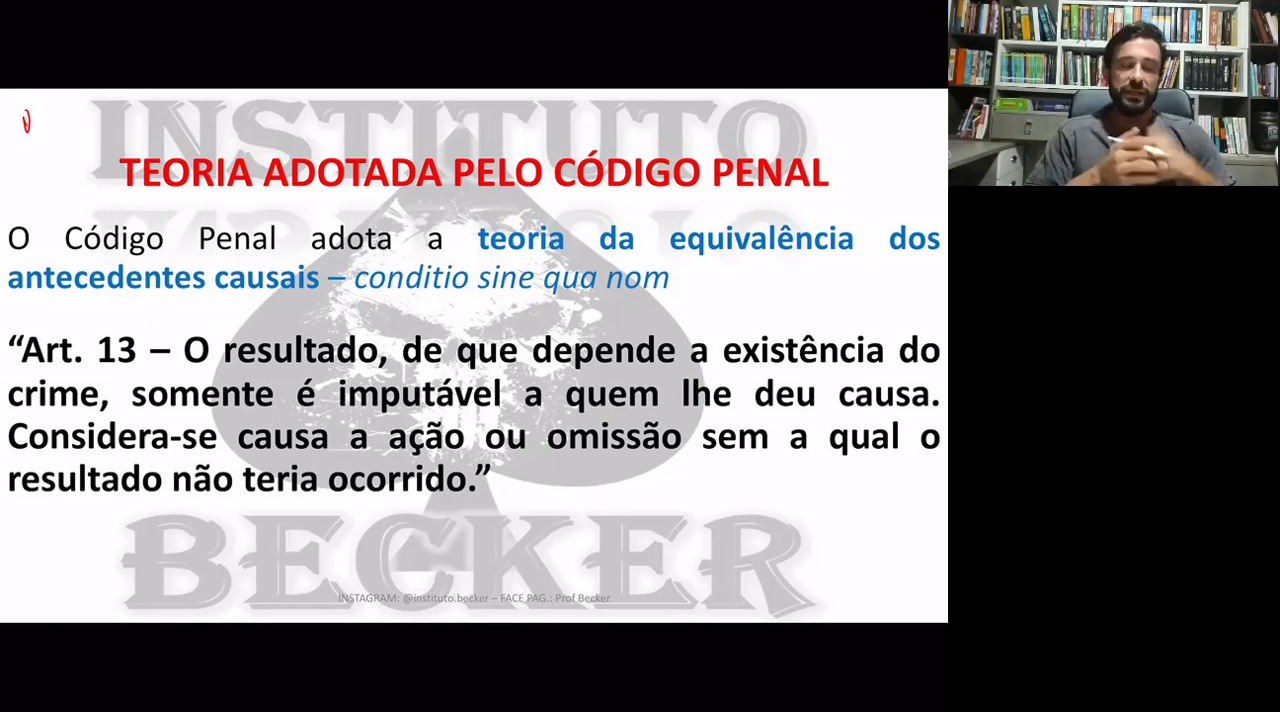 INSTITUTO
TEORIA ADOTADA PELO CÓDIGO PENAL
O Código Penal adota a teoria da equivalência dos
antecedentes causais – conditio sine qua nom
“Art. 13 – O resultado, de que depende a existência do
crime, somente é imputável a quem lhe deu causa.
Considera-se causa a ação ou omissão sem a qual o
resultado não teria ocorrido.”
BECKER
INSTAGRAM: @instituto.becker – FACE PAG.: Prof Becker